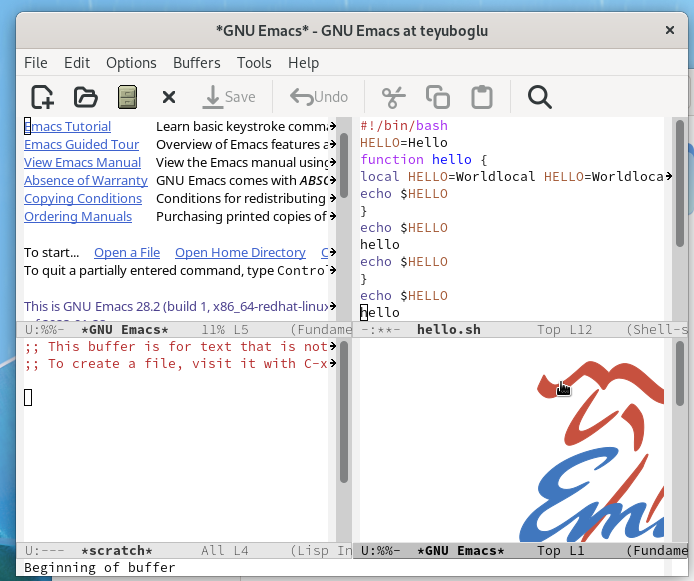 *GNU Emacs* - GNU Emacs at teyuboglu
File Edit Options Buffers Tools Help
Save Undo
Emacs Tutorial Learn basic keystroke comma
Emacs Guided Tour Overview of Emacs features a
View Emacs Manual View the Emacs manual using
Absence of Warranty GNU Emacs comes with ABSO
Copying Conditions Conditions for redistributing
Ordering Manuals Purchasing printed copies of
To start... Open a File Open Home Directory C
To quit a partially entered command, type Contro
This is GNU Emacs 28.2 (build 1, x86_64-redhat-linux
U:%%- *GNU Emacs* 11% L5 (Fundame
#!/bin/bash
HELLO=Hello
function hello {
local HELLO=Worldlocal HELLO=Worldloca
echo $HELLO
}
echo $HELLO
hello
echo $HELLO
}
echo $HELLO
hello
-:**- hello.sh Top L12 (Shell-s
;; This buffer is for text that is not
;; To create a file, visit it with C-x
U:--- *scratch* All L4 (Lisp In
Em
U:%%- *GNU Emacs* Top L1 (Fundame
Beginning of buffer